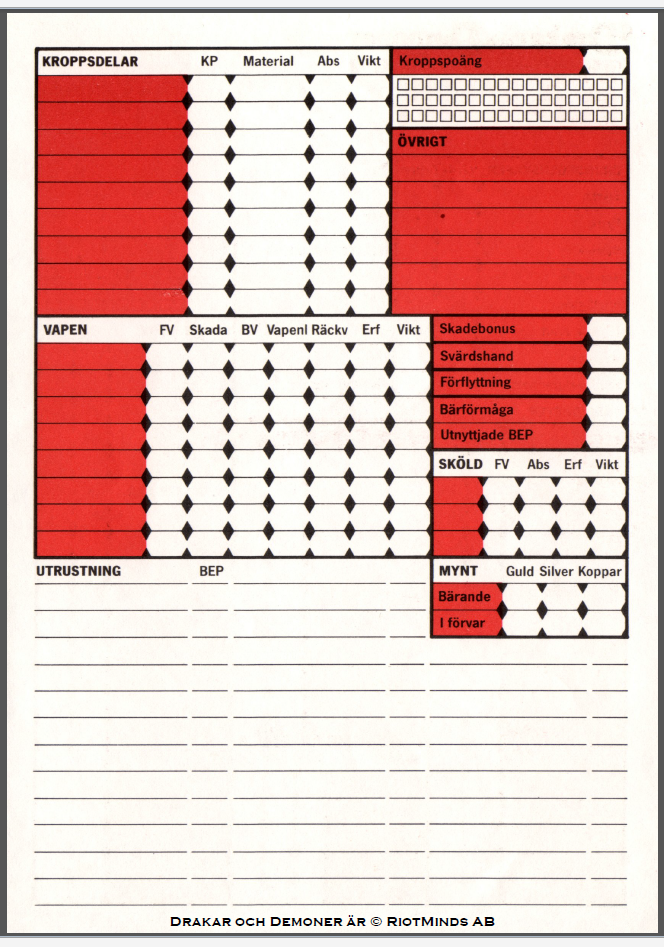 KROPPSDELAR KP Material Abs Vikt
Kroppspoäng
ÖVRIGT
VAPEN FV Skada BV Vapenl Räckv Erf Vikt
Skadebonus
Svärdshand
Förflyttning
Bärförmåga
Utnyttjade BEP
SKÖLD FV Abs Erf Vikt
UTRUSTNING BEP
MYNT Guld Silver Koppar
Bärande
I förvar
DRAKAR OCH DEMONER ÄR © RIOTMINDS AB